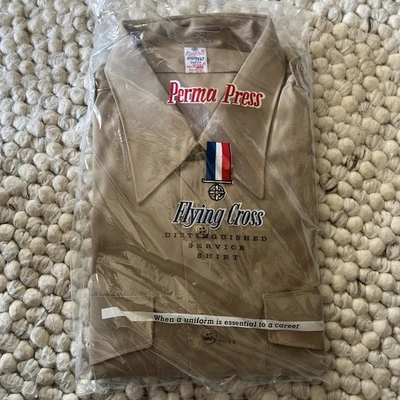 Perma Press
Flying Cross
DISTINGUISHED
SERVICE
SHIRT
When a uniform is essential to a career